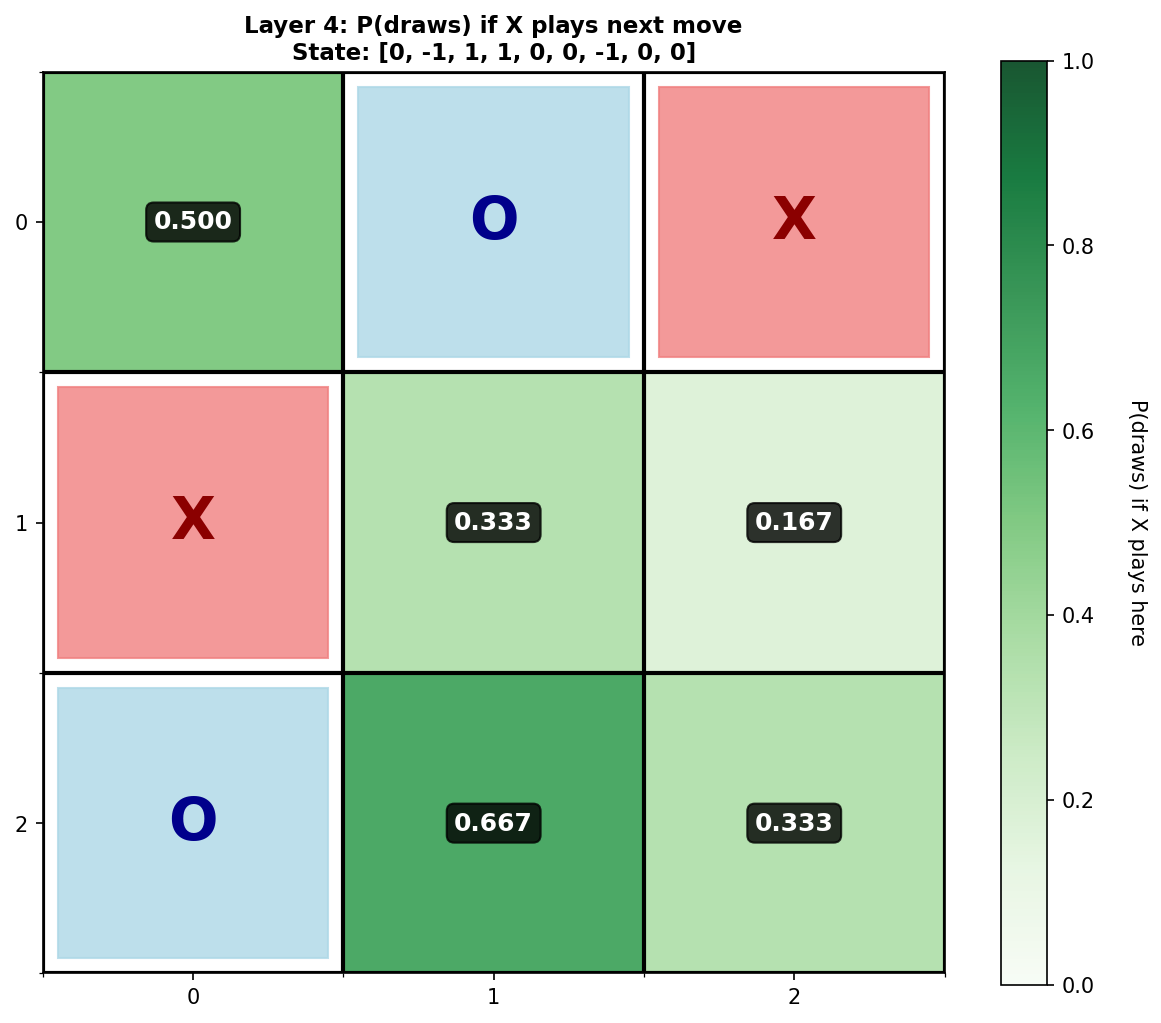 Layer 4: P(draws) if X plays next move
State: [0, -1, 1, 1, 0, 0, -1, 0, 0]
0
0.500
O
X
1
X
0.333
0.167
2
O
0.667
0.333
0
1
2
1.0
0.8
0.6
0.4
0.2
0.0
P(draws) if X plays here